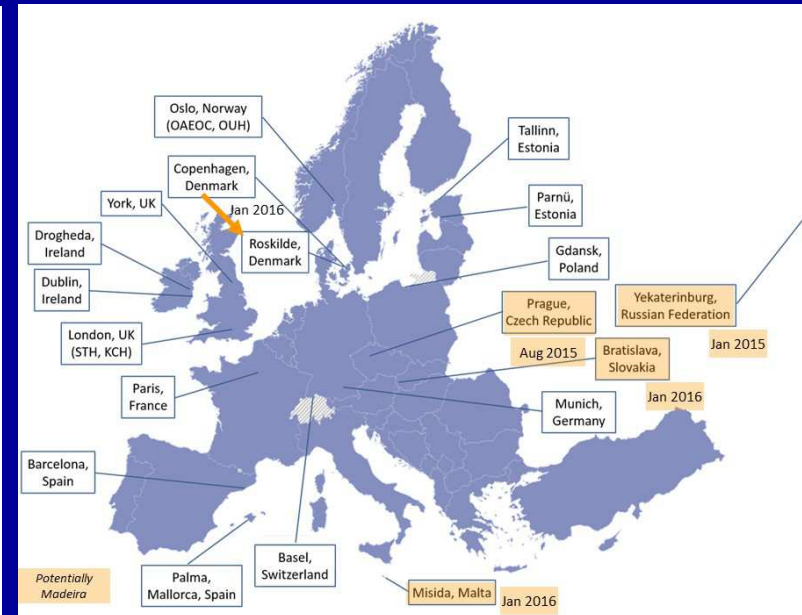 Oslo, Norway
(OAEOC, OUH)
Tallinn,
Estonia
Copenhagen,
Denmark
York, UK
Jan 2016
Parnü,
Estonia
Drogheda,
Ireland
Roskilde,
Denmark
Gdansk,
Poland
Dublin,
Ireland
Prague,
Czech Republic
Yekaterinburg,
Russian Federation
London, UK
(STH, KCH)
Aug 2015
Jan 2015
Bratislava,
Slovakia
Paris,
France
Jan 2016
Munich,
Germany
Barcelona,
Spain
Basel,
Switzerland
Potentially
Madeira
Palma,
Mallorca, Spain
Misida, Malta
Jan 2016